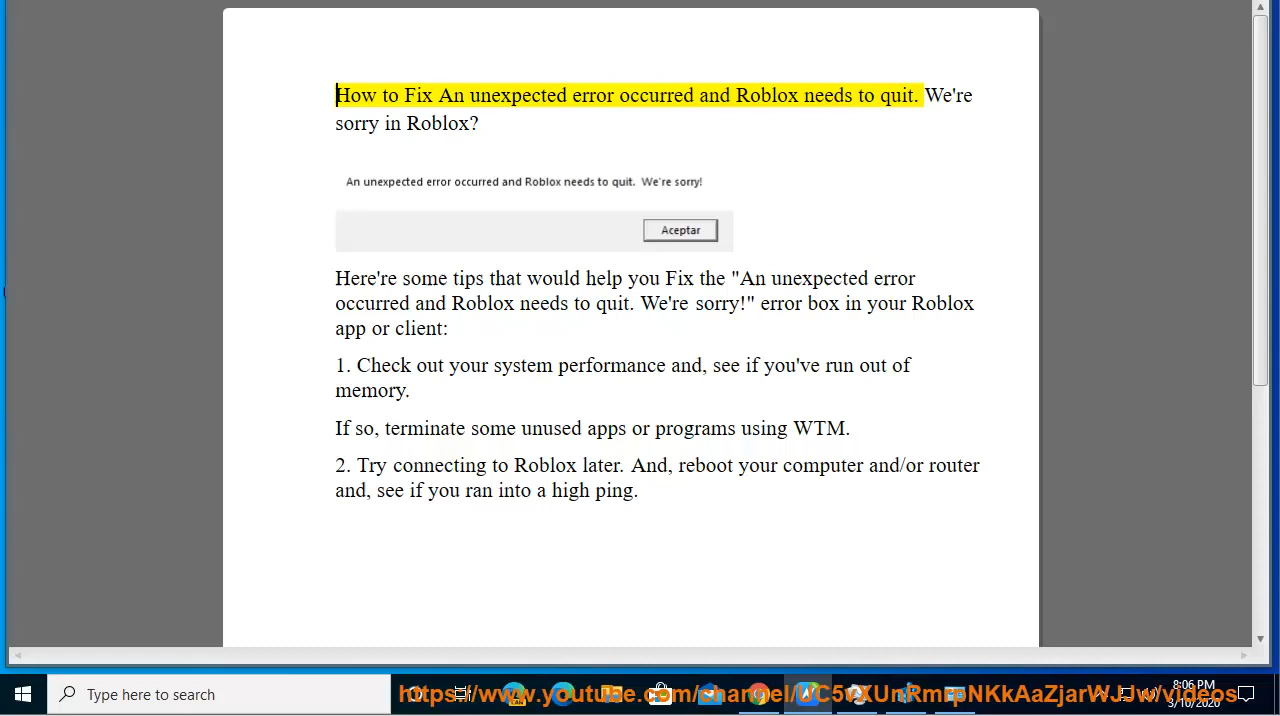 How to Fix An unexpected error occurred and Roblox needs to quit. We're
sorry in Roblox?
An unexpected error occurred and Roblox needs to quit. We're sorry!
Aceptar
Here're some tips that would help you Fix the "An unexpected error
occurred and Roblox needs to quit. We're sorry!" error box in your Roblox
app or client:
1. Check out your system performance and, see if you've run out of
memory.
If so, terminate some unused apps or programs using WTM.
2. Try connecting to Roblox later. And, reboot your computer and/or router
and, see if you ran into a high ping.
Type here to search
8:06 PM
3/10/2020